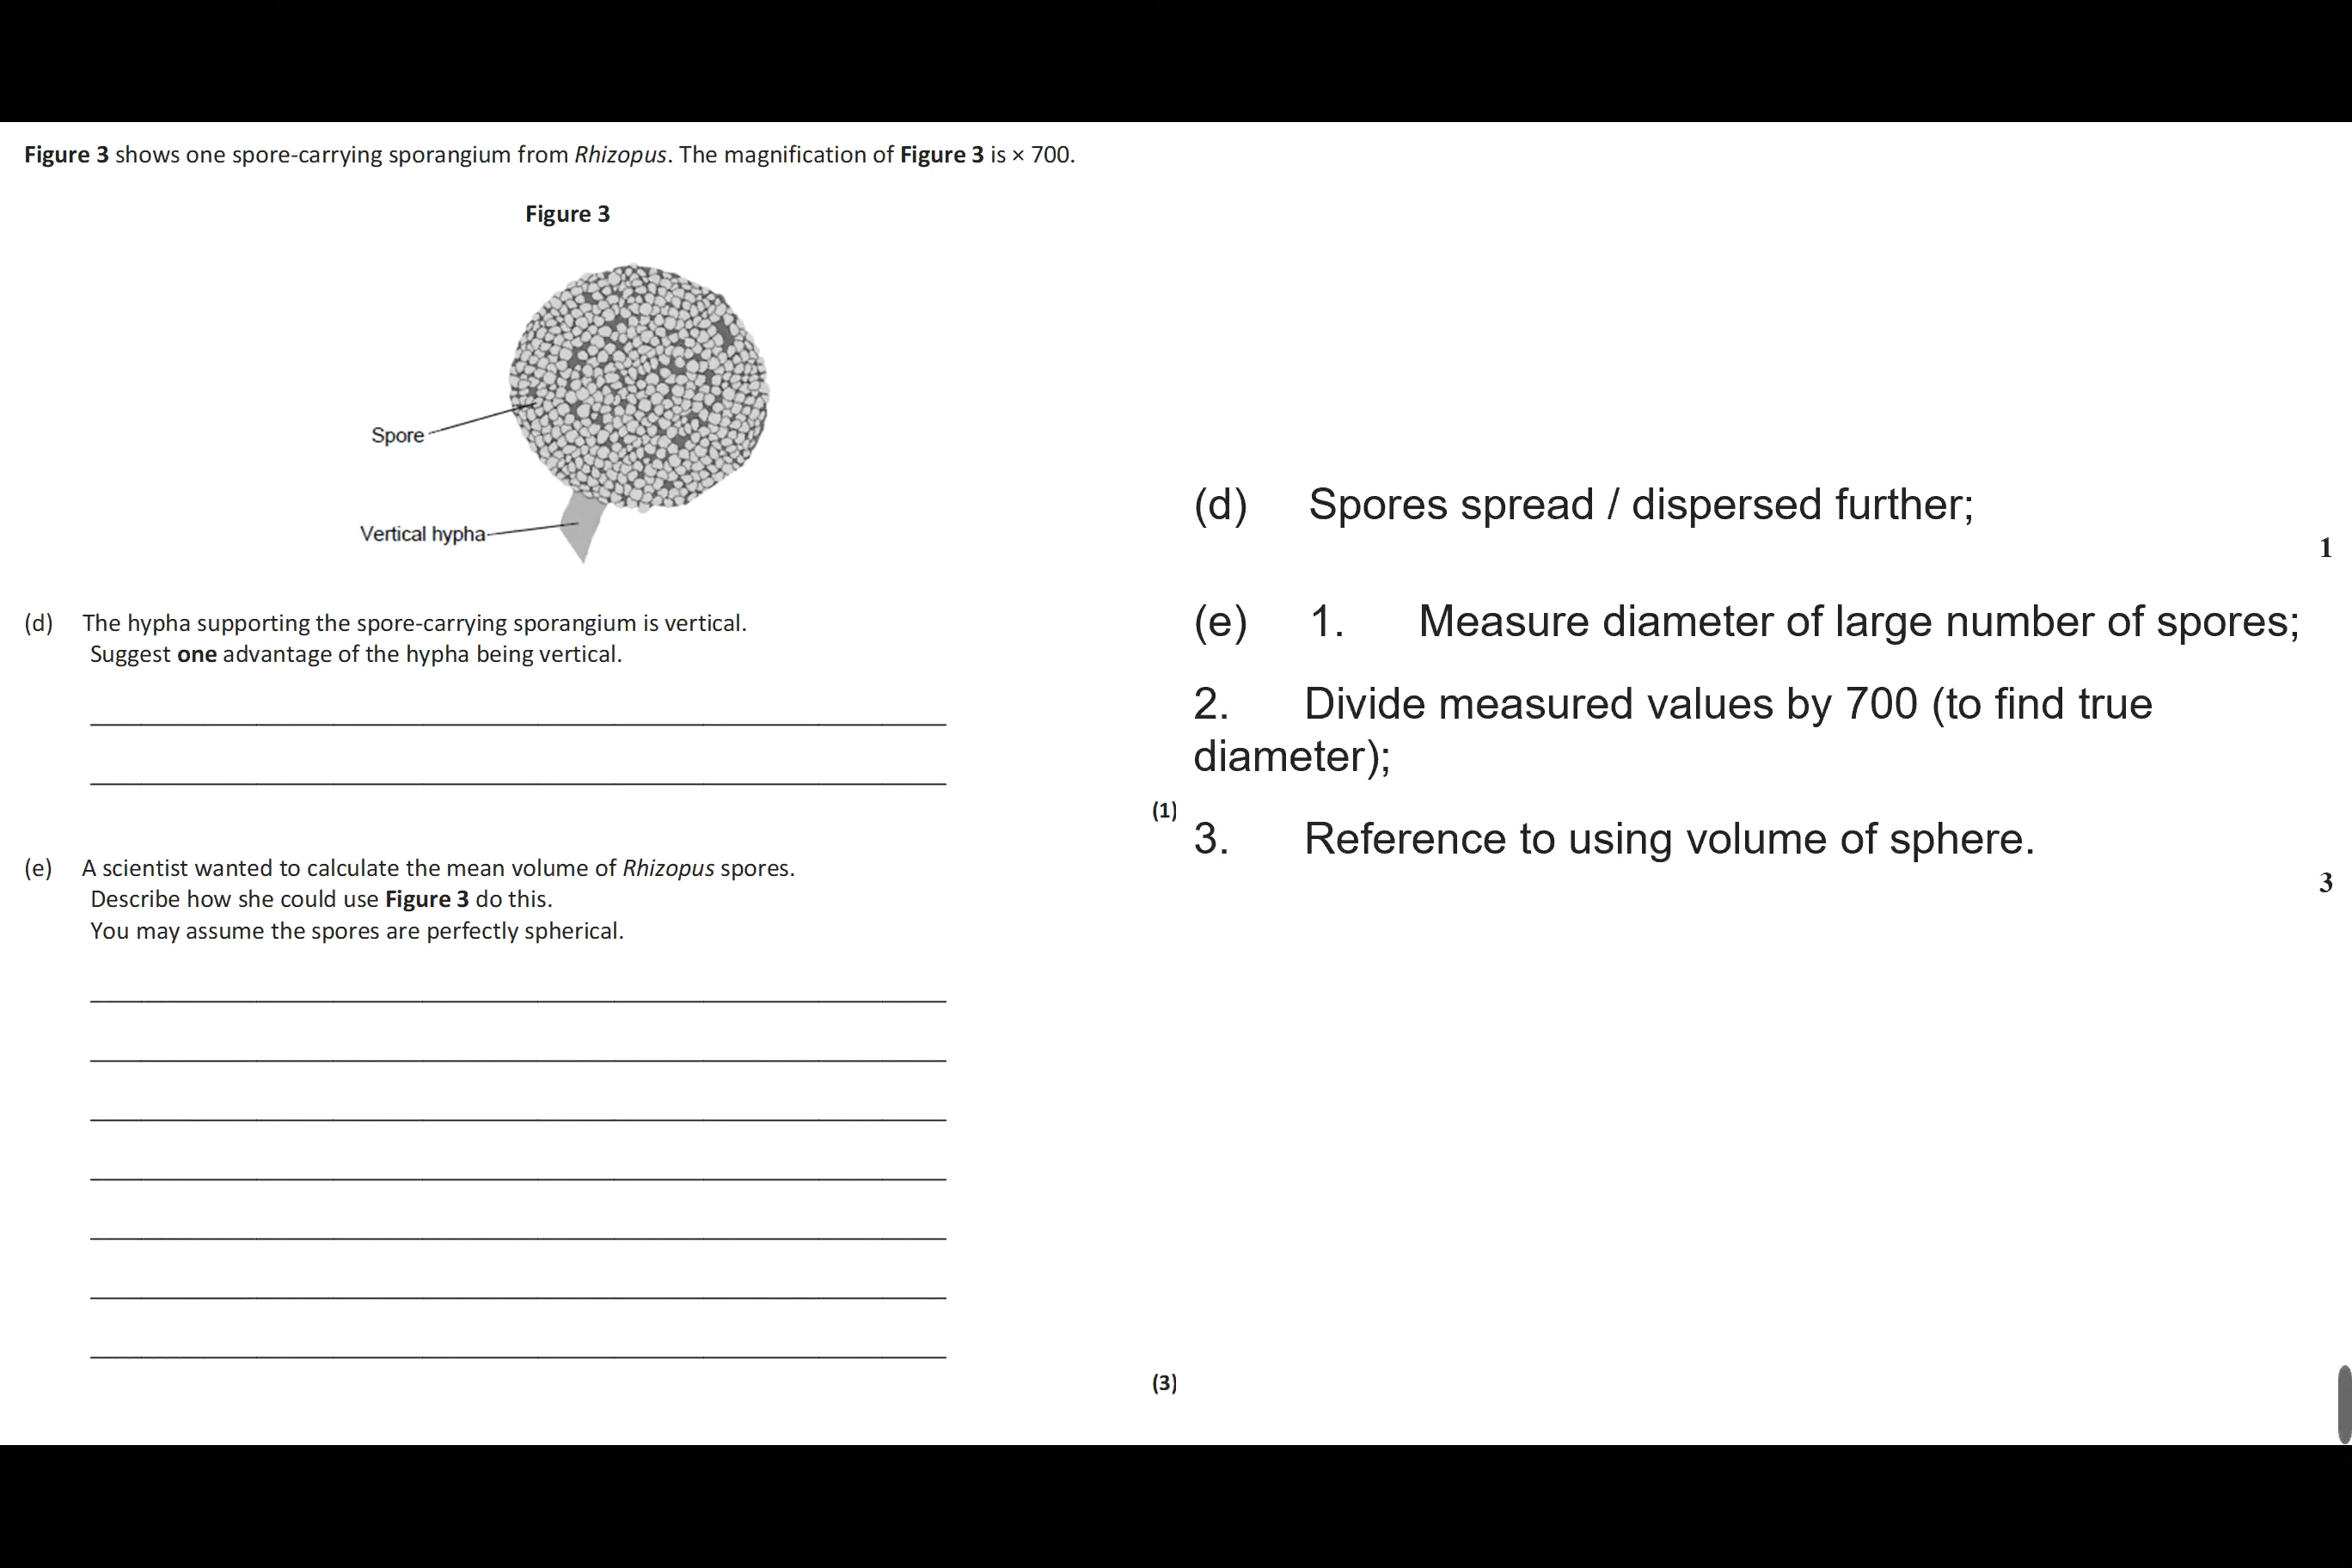 Figure 3 shows one spore-carrying sporangium from Rhizopus. The magnification of Figure 3 is × 700.
Figure 3
Spore
Vertical hypha
(d) The hypha supporting the spore-carrying sporangium is vertical.
Suggest one advantage of the hypha being vertical.
(1)
(e) A scientist wanted to calculate the mean volume of Rhizopus spores.
Describe how she could use Figure 3 do this.
You may assume the spores are perfectly spherical.
(3)
(d) Spores spread / dispersed further;
1
(e) 1. Measure diameter of large number of spores;
2. Divide measured values by 700 (to find true
diameter);
3. Reference to using volume of sphere.
3